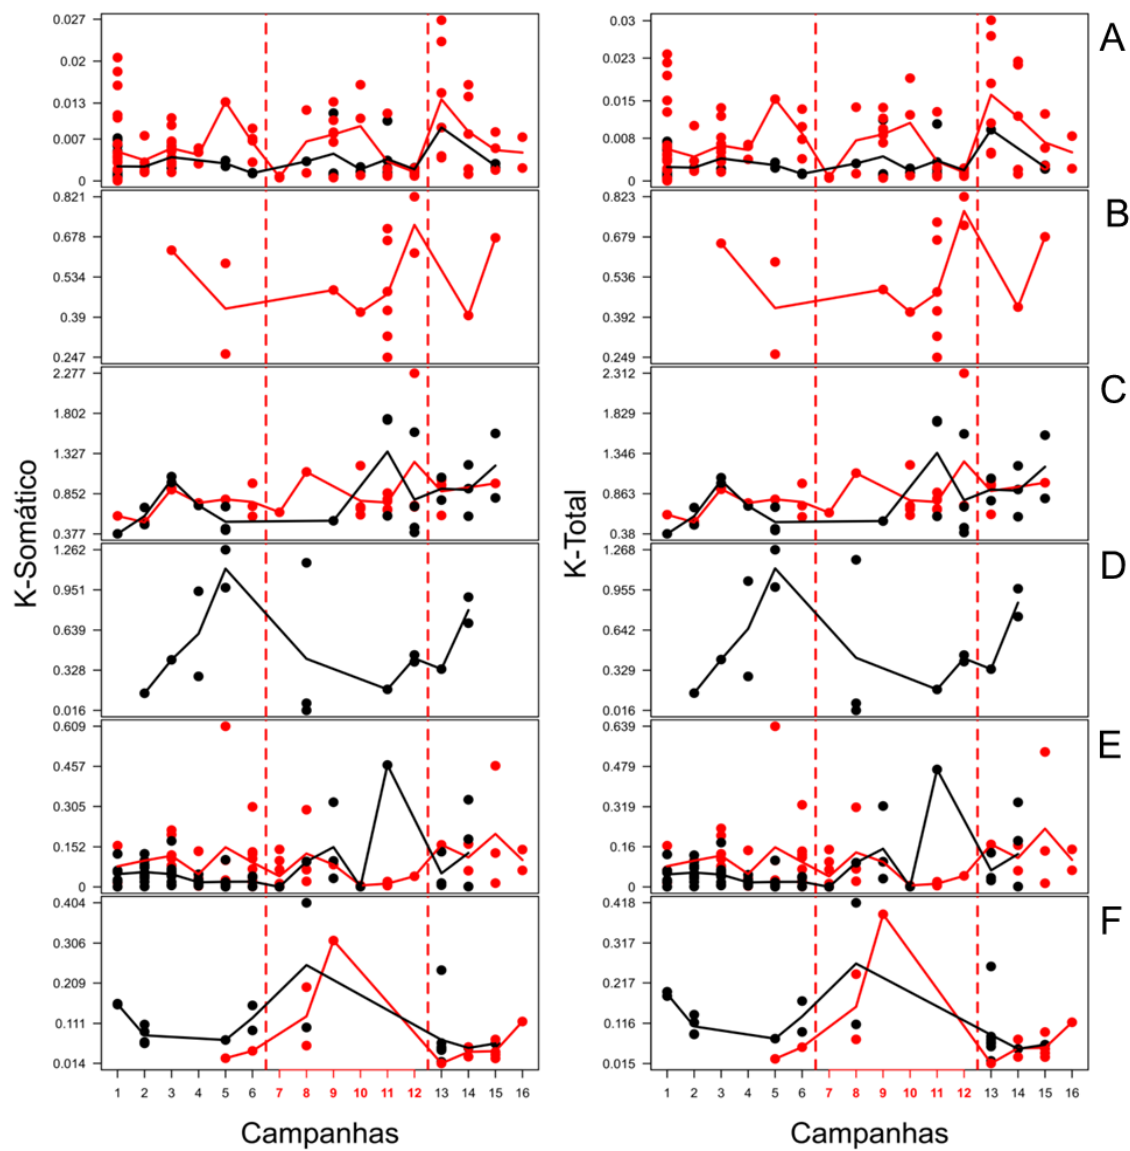 0.027 0.03 A
0.02 0.023
0.013 0.015
0.007 0.008
0 0
0.821 0.823 B
0.678 0.679
0.534 0.536
0.39 0.392
0.247 0.249
2.277 2.312 C
1.802 1.829
1.327 1.346
0.852 0.863
0.377 0.38
K-Somático K-Total
1.262 1.268 D
0.951 0.955
0.639 0.642
0.328 0.329
0.016 0.016
0.609 0.639 E
0.457 0.479
0.305 0.319
0.152 0.16
0 0
0.404 0.418 F
0.306 0.317
0.209 0.217
0.111 0.116
0.014 0.015
1 2 3 4 5 6 7 8 9 10 11 12 13 14 15 16 1 2 3 4 5 6 7 8 9 10 11 12 13 14 15 16
Campanhas Campanhas